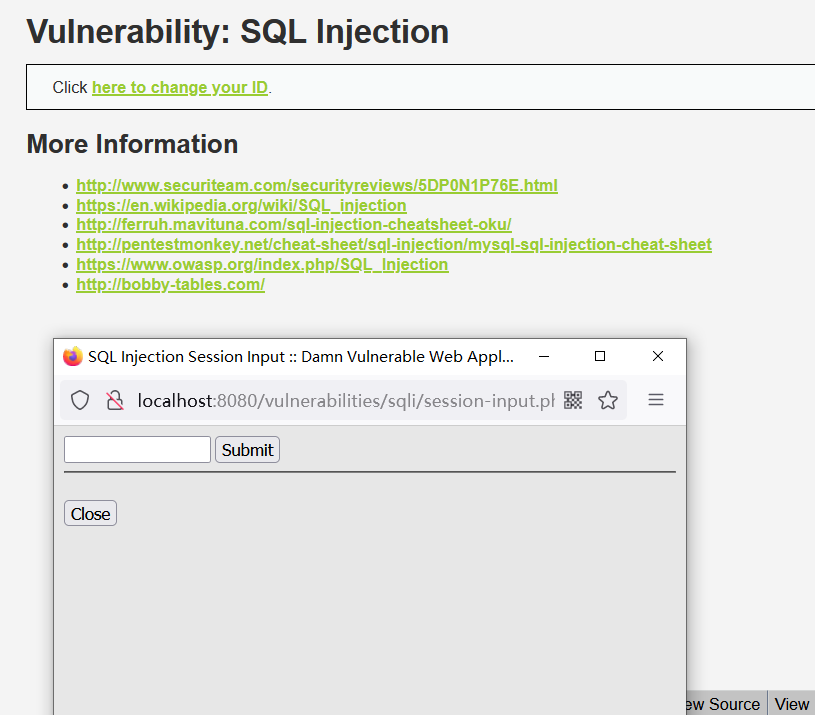 Vulnerability: SQL Injection
Click here to change your ID.
More Information
http://www.securiteam.com/securityreviews/5DP0N1P76E.html
https://en.wikipedia.org/wiki/SQL_injection
http://ferruh.mavituna.com/sql-injection-cheatsheet-oku/
http://pentestmonkey.net/cheat-sheet/sql-injection/mysql-sql-injection-cheat-sheet
https://www.owasp.org/index.php/SQL_Injection
http://bobby-tables.com/
SQL Injection Session Input :: Damn Vulnerable Web Appl...
localhost:8080/vulnerabilities/sqli/session-input.ph
Submit
Close
ew Source View